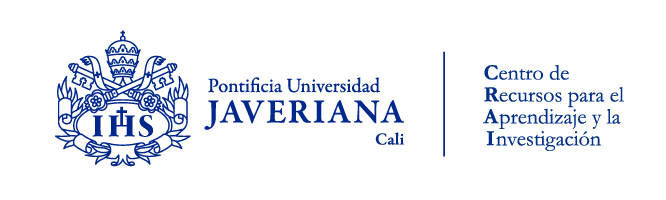 IHS
Pontificia Universidad
JAVERIANA
Cali
Centro de
Recursos para el
Aprendizaje y la
Investigación